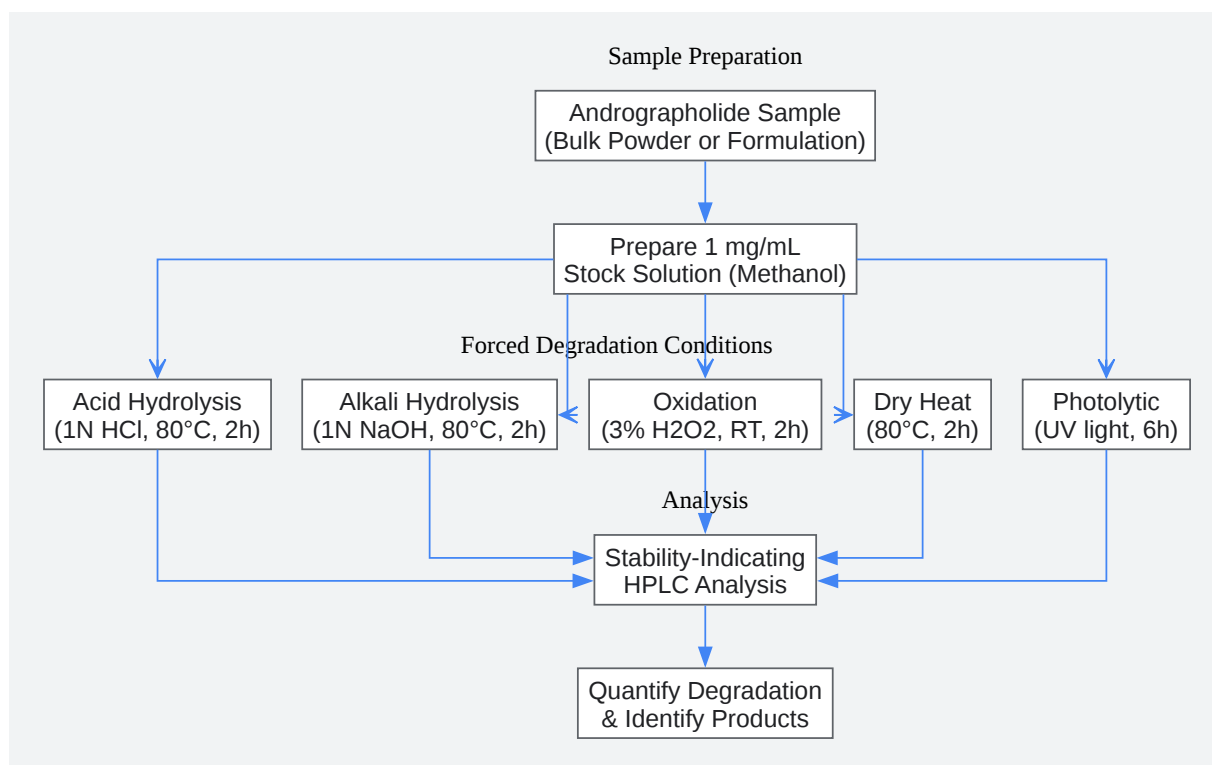 Sample Preparation
Andrographolide Sample
(Bulk Powder or Formulation)
Prepare 1 mg/mL
Stock Solution (Methanol)
Forced Degradation Conditions
Acid Hydrolysis
(1N HCl, 80°C, 2h)
Alkali Hydrolysis
(1N NaOH, 80°C, 2h)
Oxidation
(3% H2O2, RT, 2h)
Dry Heat
(80°C, 2h)
Photolytic
(UV light, 6h)
Analysis
Stability-Indicating
HPLC Analysis
Quantify Degradation
& Identify Products